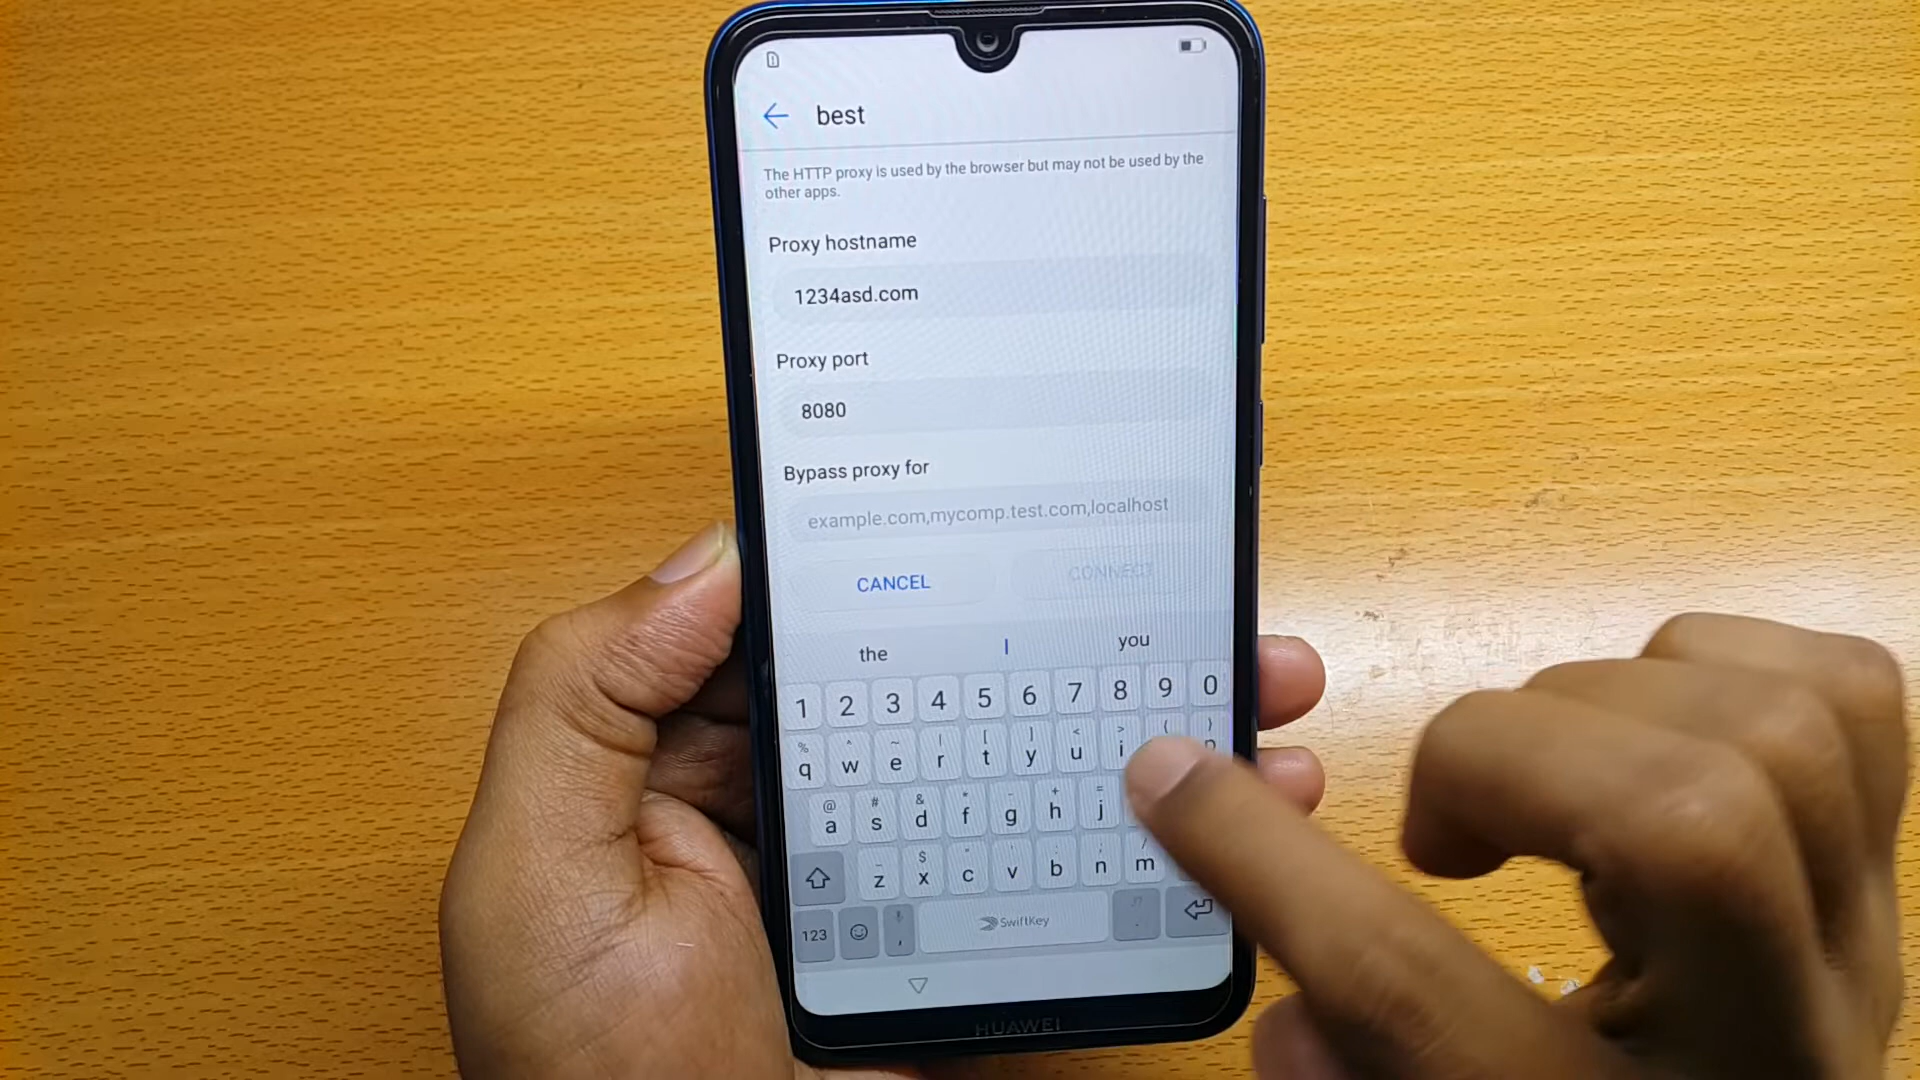 best
The HTTP proxy is used by the browser but may not be used by the
other apps.
Proxy hostname
1234asd.com
Proxy port
8080
Bypass proxy for
example.com,mycomp.test.com,localhost
CANCEL CONNECT
the I you
1 2 3 4 5 6 7 8 9 0
% ^ ~ | [ ] < > ( )
q w e r t y u i p
@ # & * - + =
a s d f g h j
_ $ " ' : ; /
z x c v b n m
123 , SwiftKey .
HUAWEI